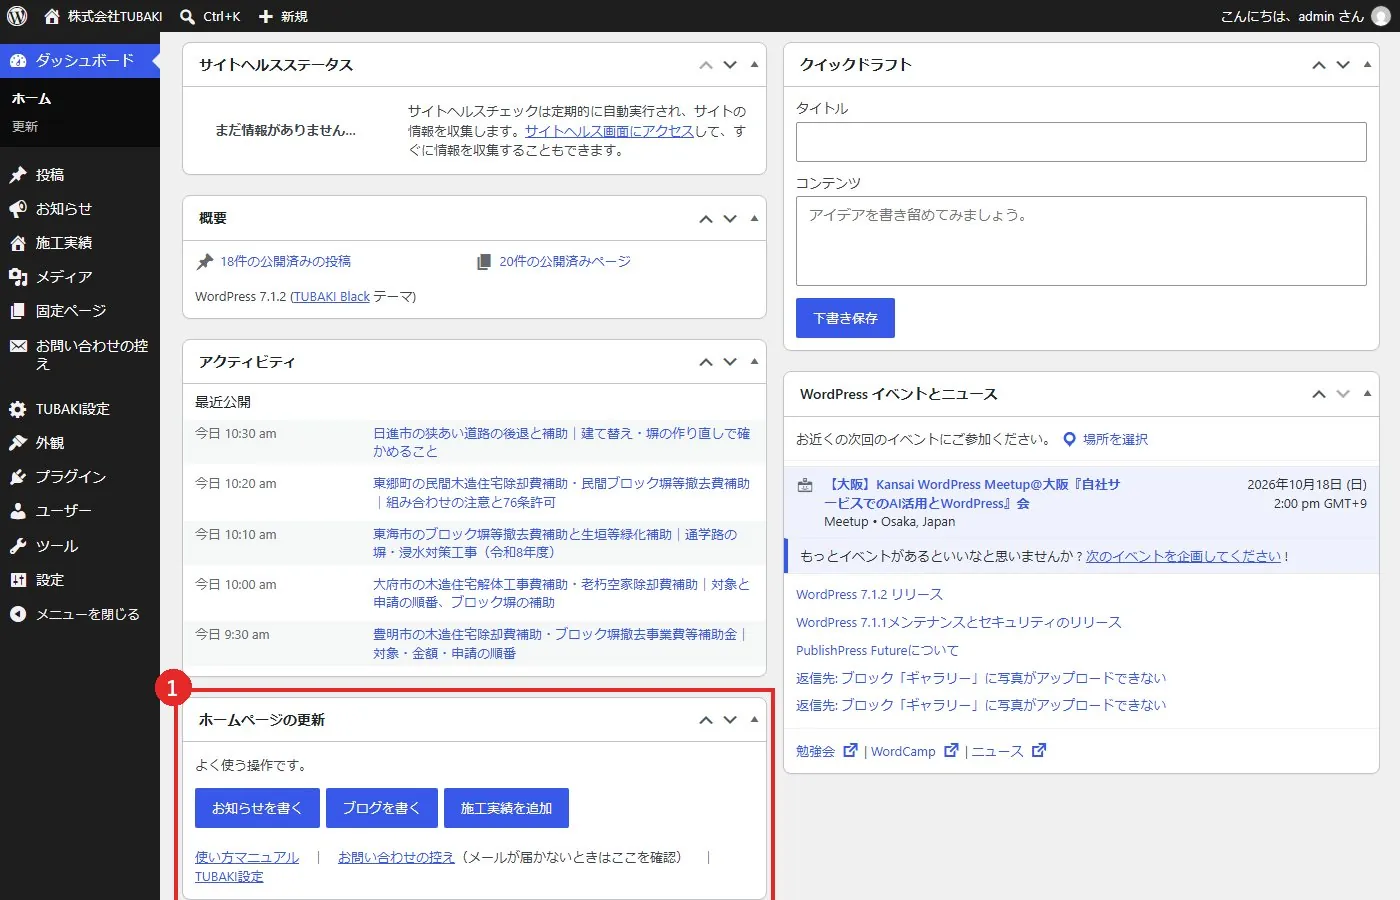 株式会社TUBAKI Ctrl+K 新規 こんにちは、admin さん
ダッシュボード
ホーム
更新
投稿
お知らせ
施工実績
メディア
固定ページ
お問い合わせの控
え
TUBAKI設定
外観
プラグイン
ユーザー
ツール
設定
メニューを閉じる
サイトヘルスステータス
まだ情報がありません...
サイトヘルスチェックは定期的に自動実行され、サイトの
情報を収集します。サイトヘルス画面にアクセスして、す
ぐに情報を収集することもできます。
概要
18件の公開済みの投稿 20件の公開済みページ
WordPress 7.1.2 (TUBAKI Black テーマ)
アクティビティ
最近公開
今日 10:30 am 日進市の狭あい道路の後退と補助｜建て替え・塀の作り直しで確
かめること
今日 10:20 am 東郷町の民間木造住宅除却費補助・民間ブロック塀等撤去費補助
｜組み合わせの注意と76条許可
今日 10:10 am 東海市のブロック塀等撤去費補助と生垣等緑化補助｜通学路の
塀・浸水対策工事（令和8年度）
今日 10:00 am 大府市の木造住宅解体工事費補助・老朽空家除却費補助｜対象と
申請の順番、ブロック塀の補助
今日 9:30 am 豊明市の木造住宅除却費補助・ブロック塀撤去事業費等補助金｜
対象・金額・申請の順番
1
ホームページの更新
よく使う操作です。
お知らせを書く ブログを書く 施工実績を追加
使い方マニュアル ｜ お問い合わせの控え（メールが届かないときはここを確認） ｜
TUBAKI設定
クイックドラフト
タイトル
コンテンツ
アイデアを書き留めてみましょう。
下書き保存
WordPress イベントとニュース
お近くの次回のイベントにご参加ください。 場所を選択
【大阪】Kansai WordPress Meetup@大阪『自社サ 2026年10月18日 (日)
ービスでのAI活用とWordPress』会 2:00 pm GMT+9
Meetup • Osaka, Japan
もっとイベントがあるといいなと思いませんか ? 次のイベントを企画してください !
WordPress 7.1.2 リリース
WordPress 7.1.1メンテナンスとセキュリティのリリース
PublishPress Futureについて
返信先: ブロック「ギャラリー」に写真がアップロードできない
返信先: ブロック「ギャラリー」に写真がアップロードできない
勉強会 | WordCamp | ニュース